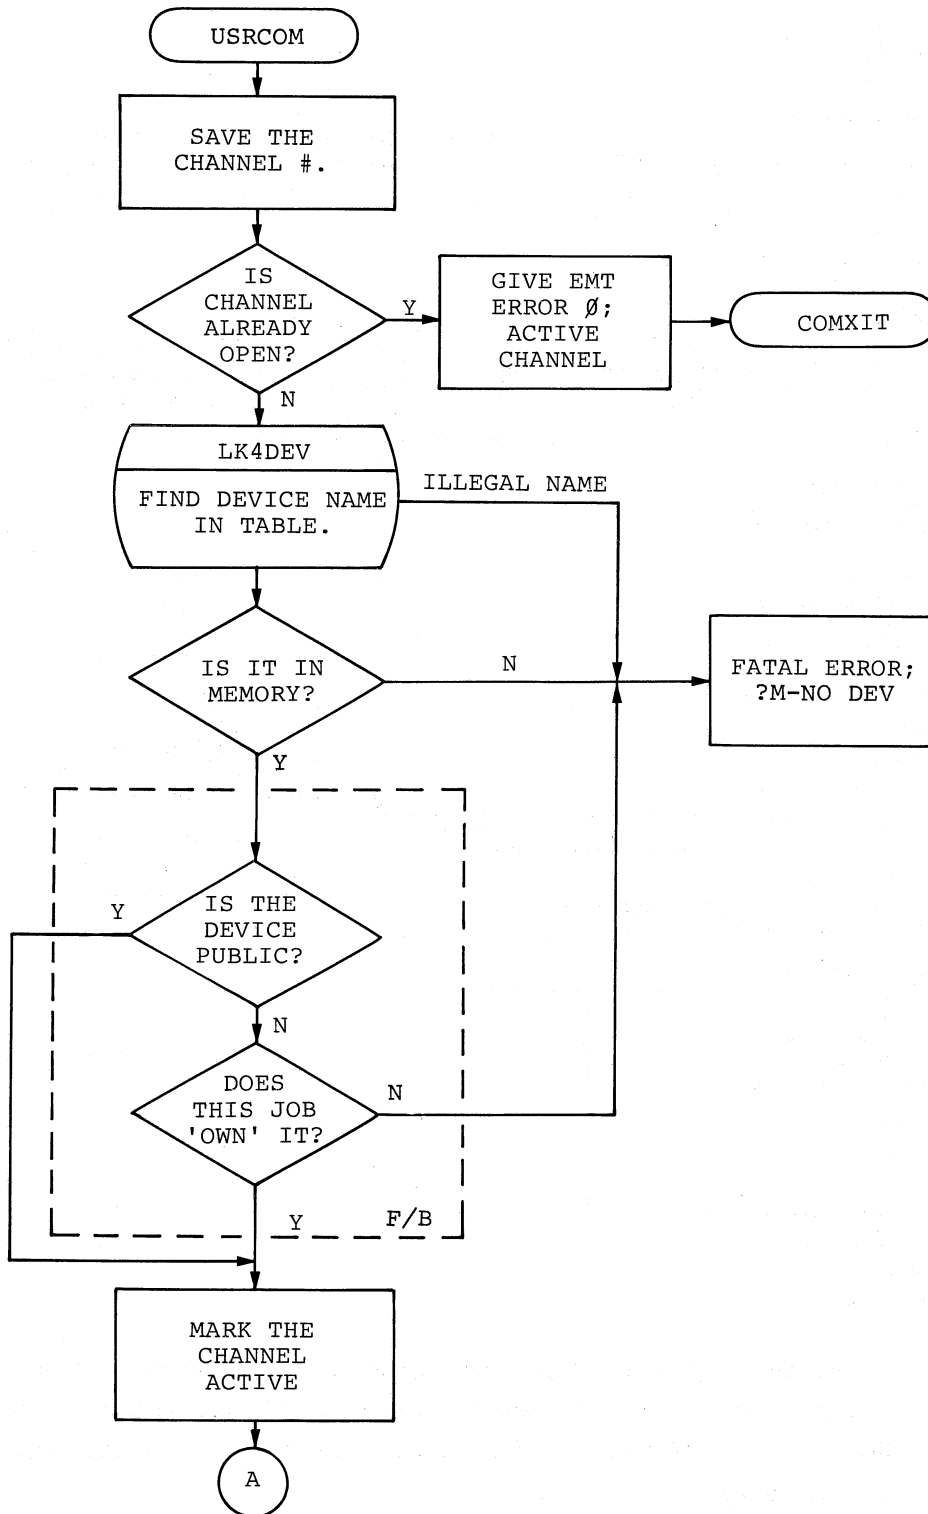 USRCOM
SAVE THE
CHANNEL #.
IS
CHANNEL
ALREADY
OPEN?
Y
GIVE EMT
ERROR Ø;
ACTIVE
CHANNEL
COMXIT
N
LK4DEV
FIND DEVICE NAME
IN TABLE.
ILLEGAL NAME
IS IT IN
MEMORY?
N
FATAL ERROR;
?M-NO DEV
Y
IS THE
DEVICE
PUBLIC?
Y
N
DOES
THIS JOB
'OWN' IT?
N
Y
F/B
MARK THE
CHANNEL
ACTIVE
A